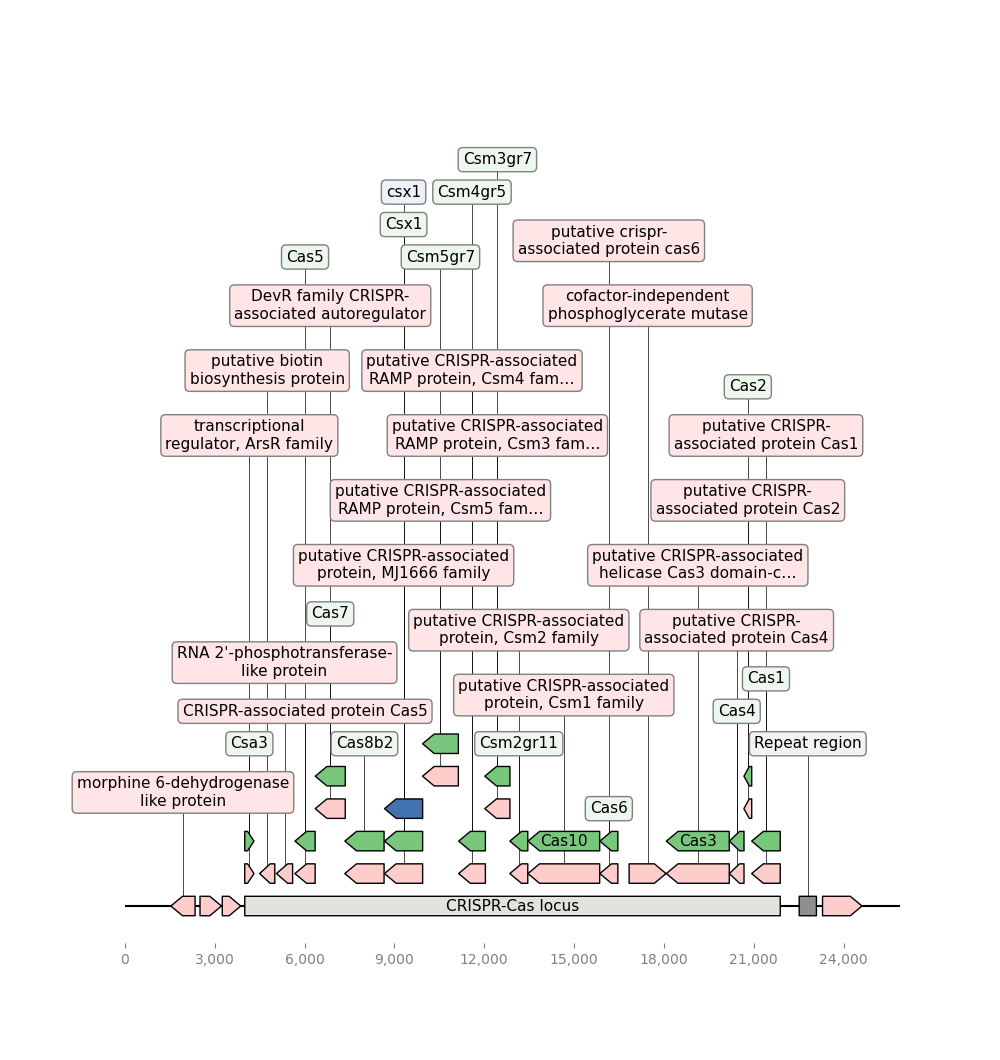 Csm3gr7
csx1
Csm4gr5
Csx1
putative crispr-
associated protein cas6
Cas5
Csm5gr7
DevR family CRISPR-
associated autoregulator
cofactor-independent
phosphoglycerate mutase
putative biotin
biosynthesis protein
putative CRISPR-associated
RAMP protein, Csm4 fam...
Cas2
transcriptional
regulator, ArsR family
putative CRISPR-associated
RAMP protein, Csm3 fam...
putative CRISPR-
associated protein Cas1
putative CRISPR-associated
RAMP protein, Csm5 fam...
putative CRISPR-
associated protein Cas2
putative CRISPR-associated
protein, MJ1666 family
putative CRISPR-associated
helicase Cas3 domain-c...
Cas7
putative CRISPR-associated
protein, Csm2 family
putative CRISPR-
associated protein Cas4
RNA 2'-phosphotransferase-
like protein
Cas1
putative CRISPR-associated
protein, Csm1 family
CRISPR-associated protein Cas5
Cas4
Csa3
Cas8b2
Csm2gr11
Repeat region
morphine 6-dehydrogenase
like protein
Cas6
Cas10
Cas3
CRISPR-Cas locus
0
3,000
6,000
9,000
12,000
15,000
18,000
21,000
24,000